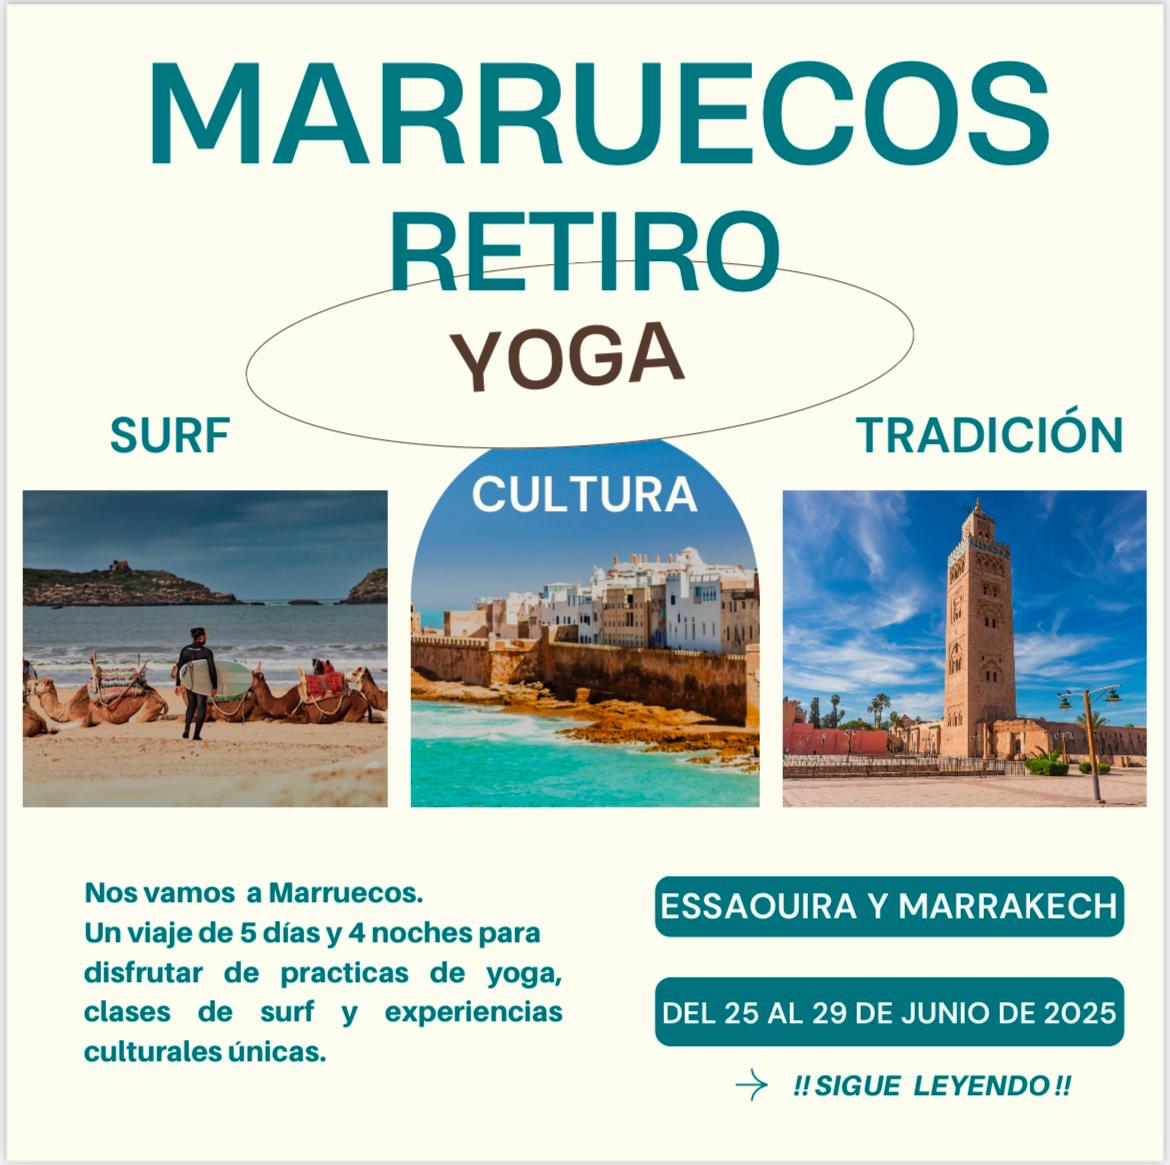 MARRUECOS
RETIRO
YOGA
SURF
CULTURA
TRADICIÓN
Nos vamos a Marruecos.
Un viaje de 5 días y 4 noches para
disfrutar de practicas de yoga,
clases de surf y experiencias
culturales únicas.
ESSAOUIRA Y MARRAKECH
DEL 25 AL 29 DE JUNIO DE 2025
!! SIGUE LEYENDO !!